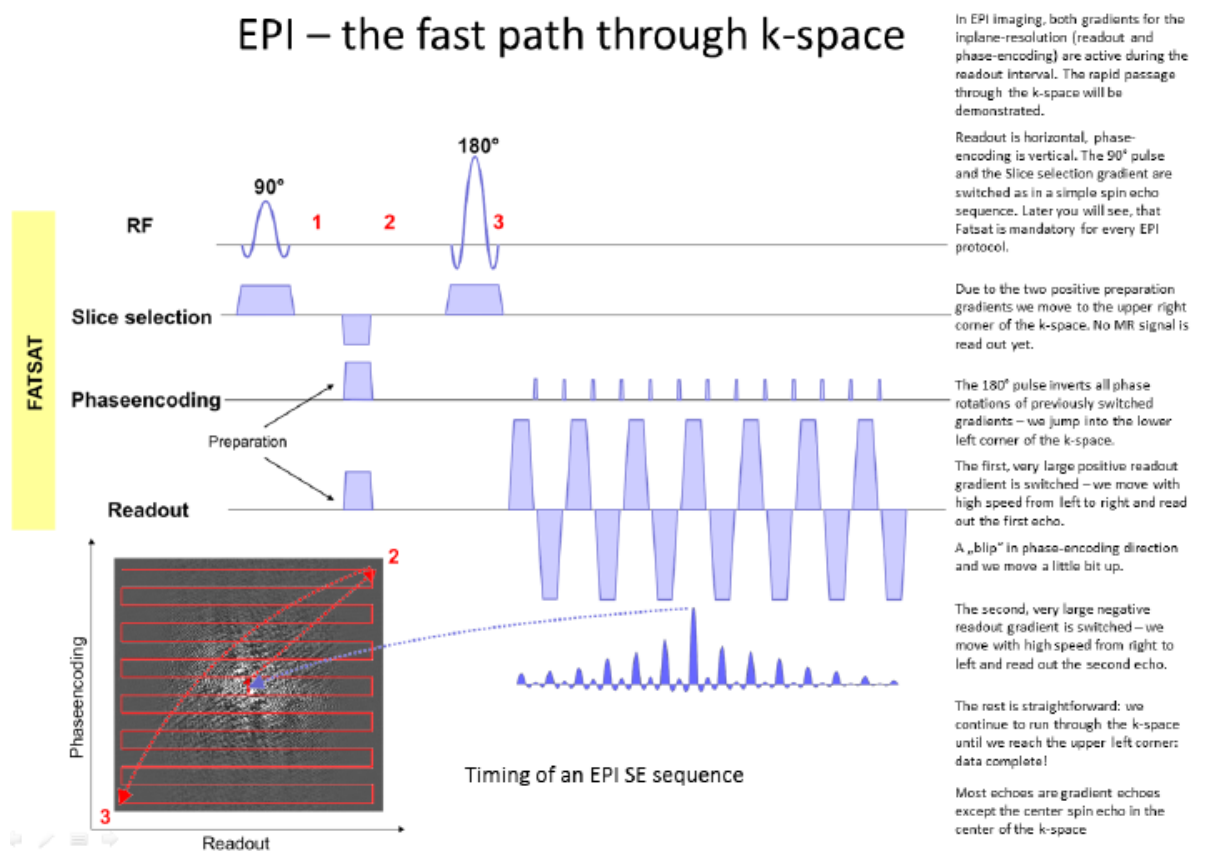 EPI – the fast path through k-space
In EPI imaging, both gradients for the
inplane-resolution (readout and
phase-encoding) are active during the
readout interval. The rapid passage
through the k-space will be
demonstrated.
Readout is horizontal, phase-
encoding is vertical. The 90° pulse
and the Slice selection gradient are
switched as in a simple spin echo
sequence. Later you will see, that
Fatsat is mandatory for every EPI
protocol.
Due to the two positive preparation
gradients we move to the upper right
corner of the k-space. No MR signal is
read out yet.
The 180° pulse inverts all phase
rotations of previously switched
gradients – we jump into the lower
left corner of the k-space.
The first, very large positive readout
gradient is switched – we move with
high speed from left to right and read
out the first echo.
A „blip" in phase-encoding direction
and we move a little bit up.
The second, very large negative
readout gradient is switched – we
move with high speed from right to
left and read out the second echo.
The rest is straightforward: we
continue to run through the k-space
until we reach the upper left corner:
data complete!
Most echoes are gradient echoes
except the center spin echo in the
center of the k-space
FATSAT
90°
180°
RF
1
2
3
Slice selection
Phaseencoding
Preparation
Readout
2
Phaseencoding
3
Readout
Timing of an EPI SE sequence